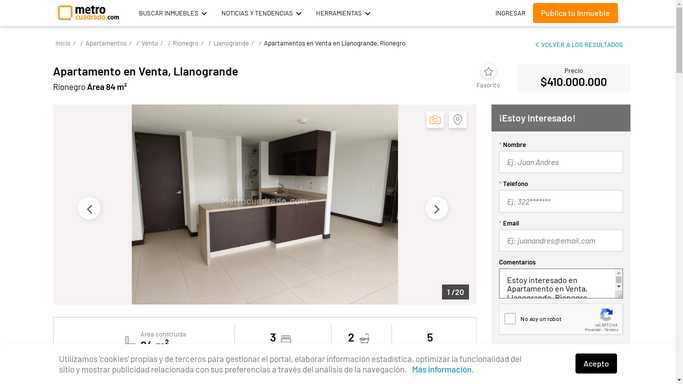 metro
cuadrado.com
BUSCAR INMUEBLES
NOTICIAS Y TENDENCIAS
HERRAMIENTAS
INGRESAR
Publica tu Inmueble
Inicio / / Apartamentos / / Venta / / Rionegro / / Llanogrande / / Apartamentos en Venta en Llanogrande, Rionegro
VOLVER A LOS RESULTADOS
Apartamento en Venta, Llanogrande
Rionegro Area 84 m²
Favorito
Precio
$410.000.000
Metrocuadrado.com
1 / 20
¡Estoy Interesado!
* Nombre
Ej: Juan Andres
* Telefono
Ej: 322*******
* Email
Ej: juanandres@email.com
Comentarios
Estoy interesado en
Apartamento en Venta,
Llanogrande, Rionegro
No soy un robot
reCAPTCHA
Privacidad - Términos
Área construida
84 m²
3
2
5
Utilizamos 'cookies' propias y de terceros para gestionar el portal, elaborar información estadística, optimizar la funcionalidad del
sitio y mostrar publicidad relacionada con sus preferencias a través del análisis de la navegación. Más información.
Acepto